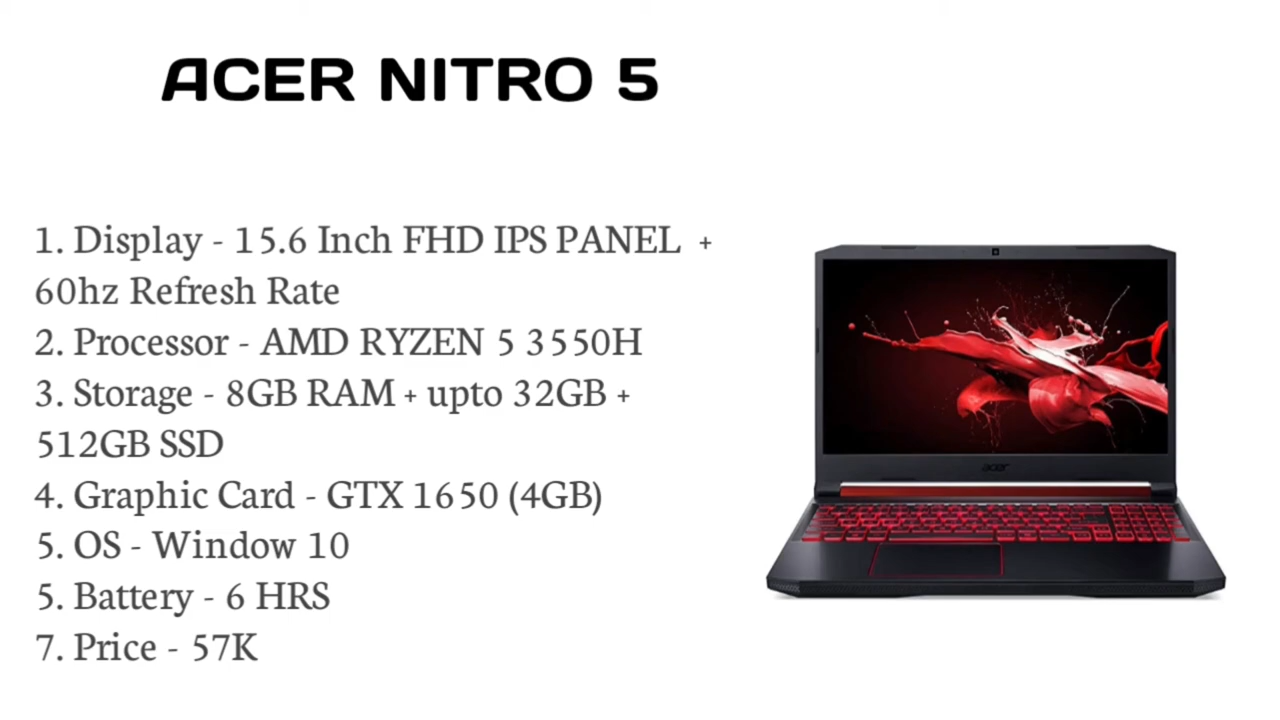 ACER NITRO 5
1. Display - 15.6 Inch FHD IPS PANEL +
60hz Refresh Rate
2. Processor - AMD RYZEN 5 3550H
3. Storage - 8GB RAM + upto 32GB +
512GB SSD
4. Graphic Card - GTX 1650 (4GB)
5. OS - Window 10
5. Battery - 6 HRS
7. Price - 57K
acer